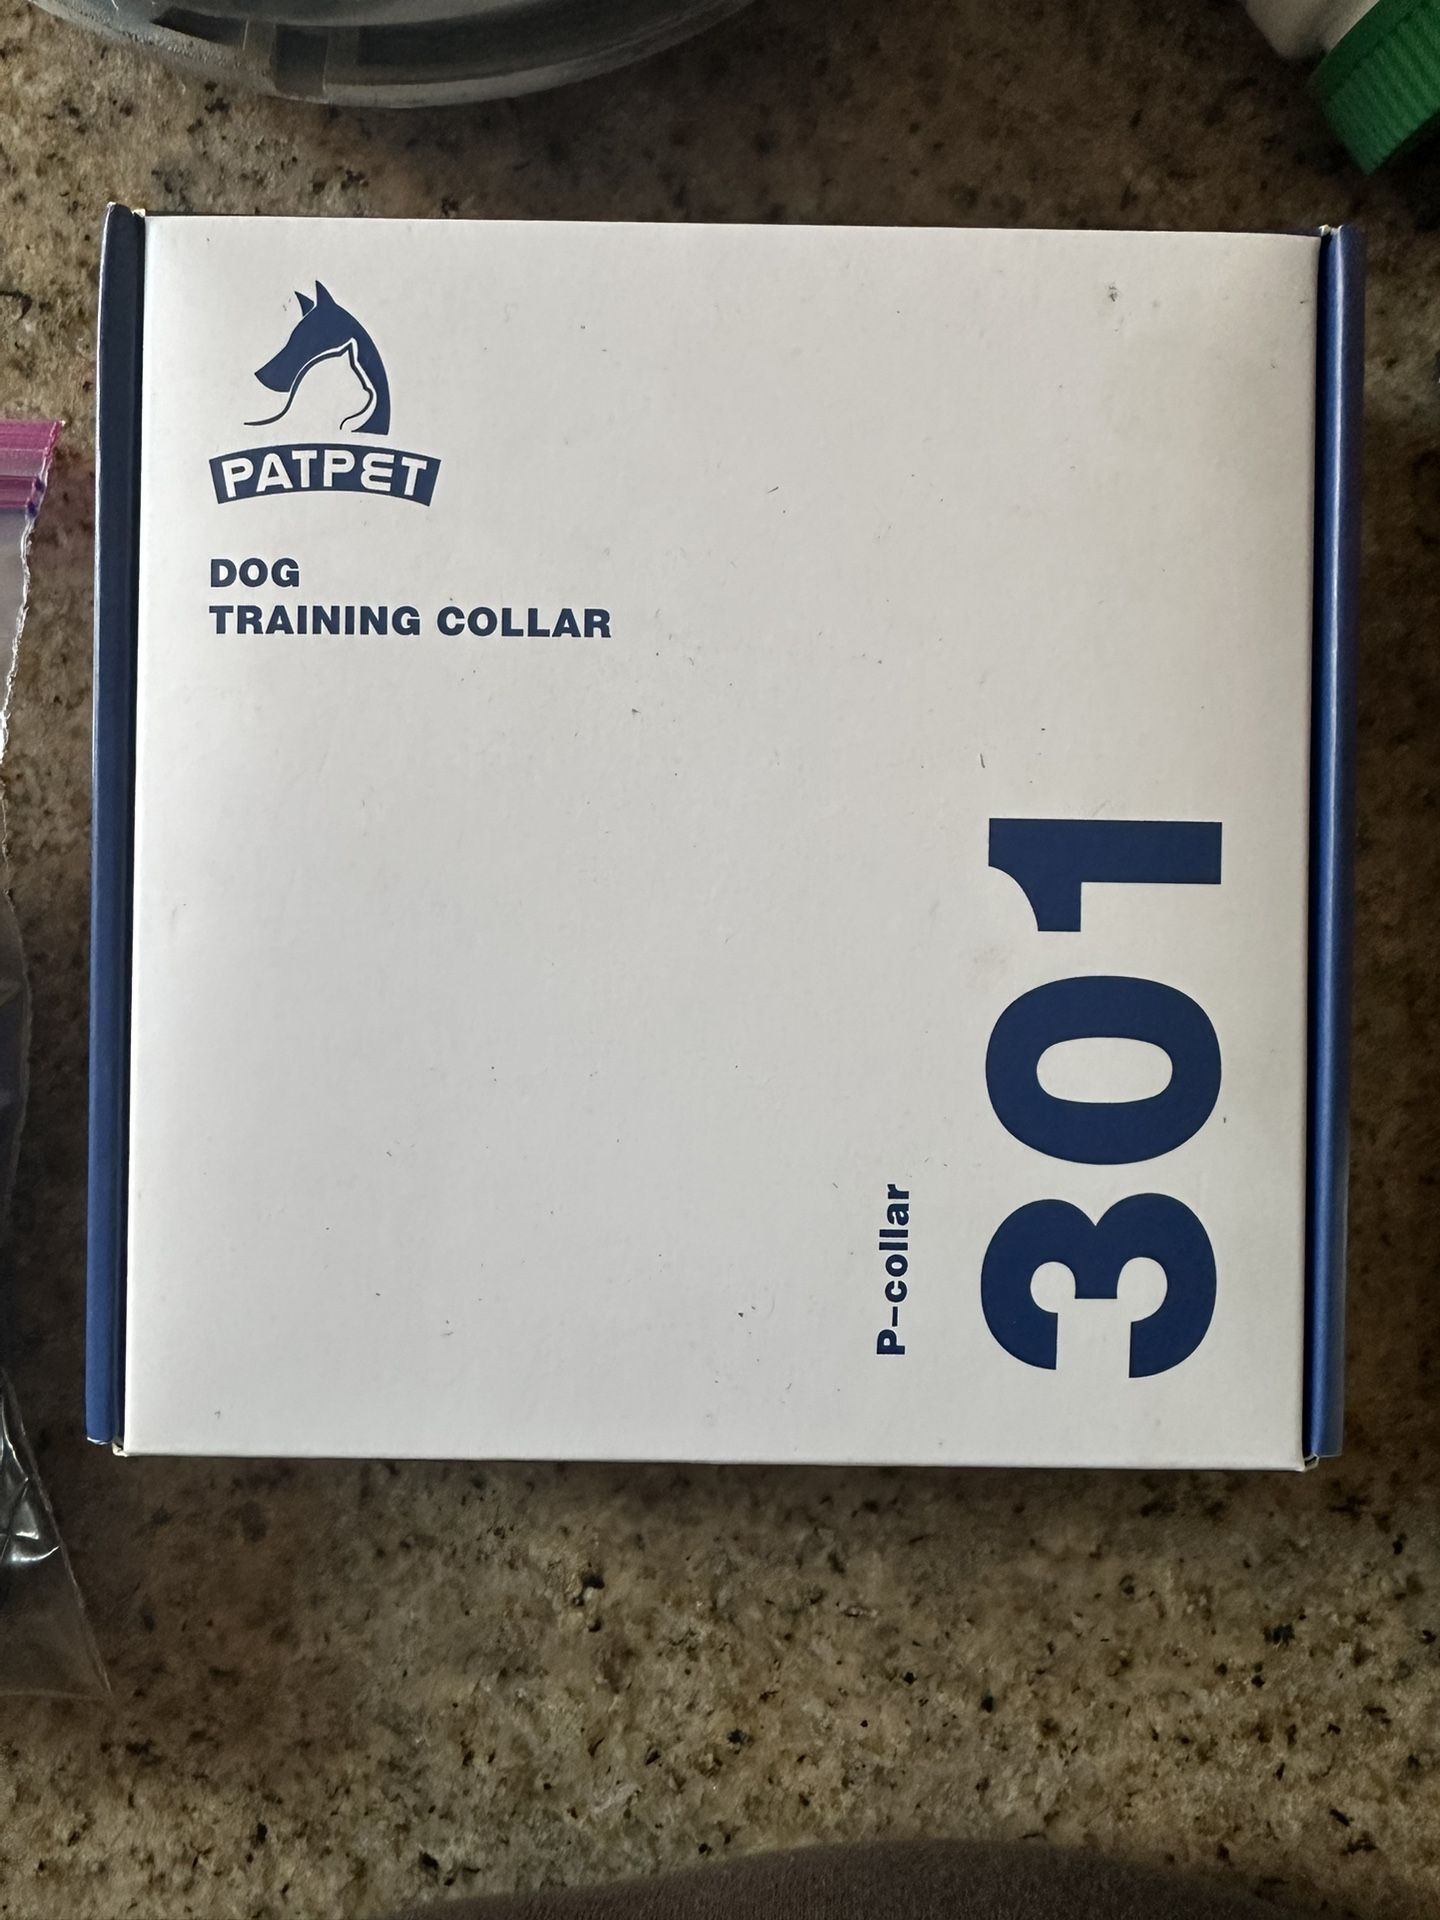 PATPET
DOG
TRAINING COLLAR
P-collar
301